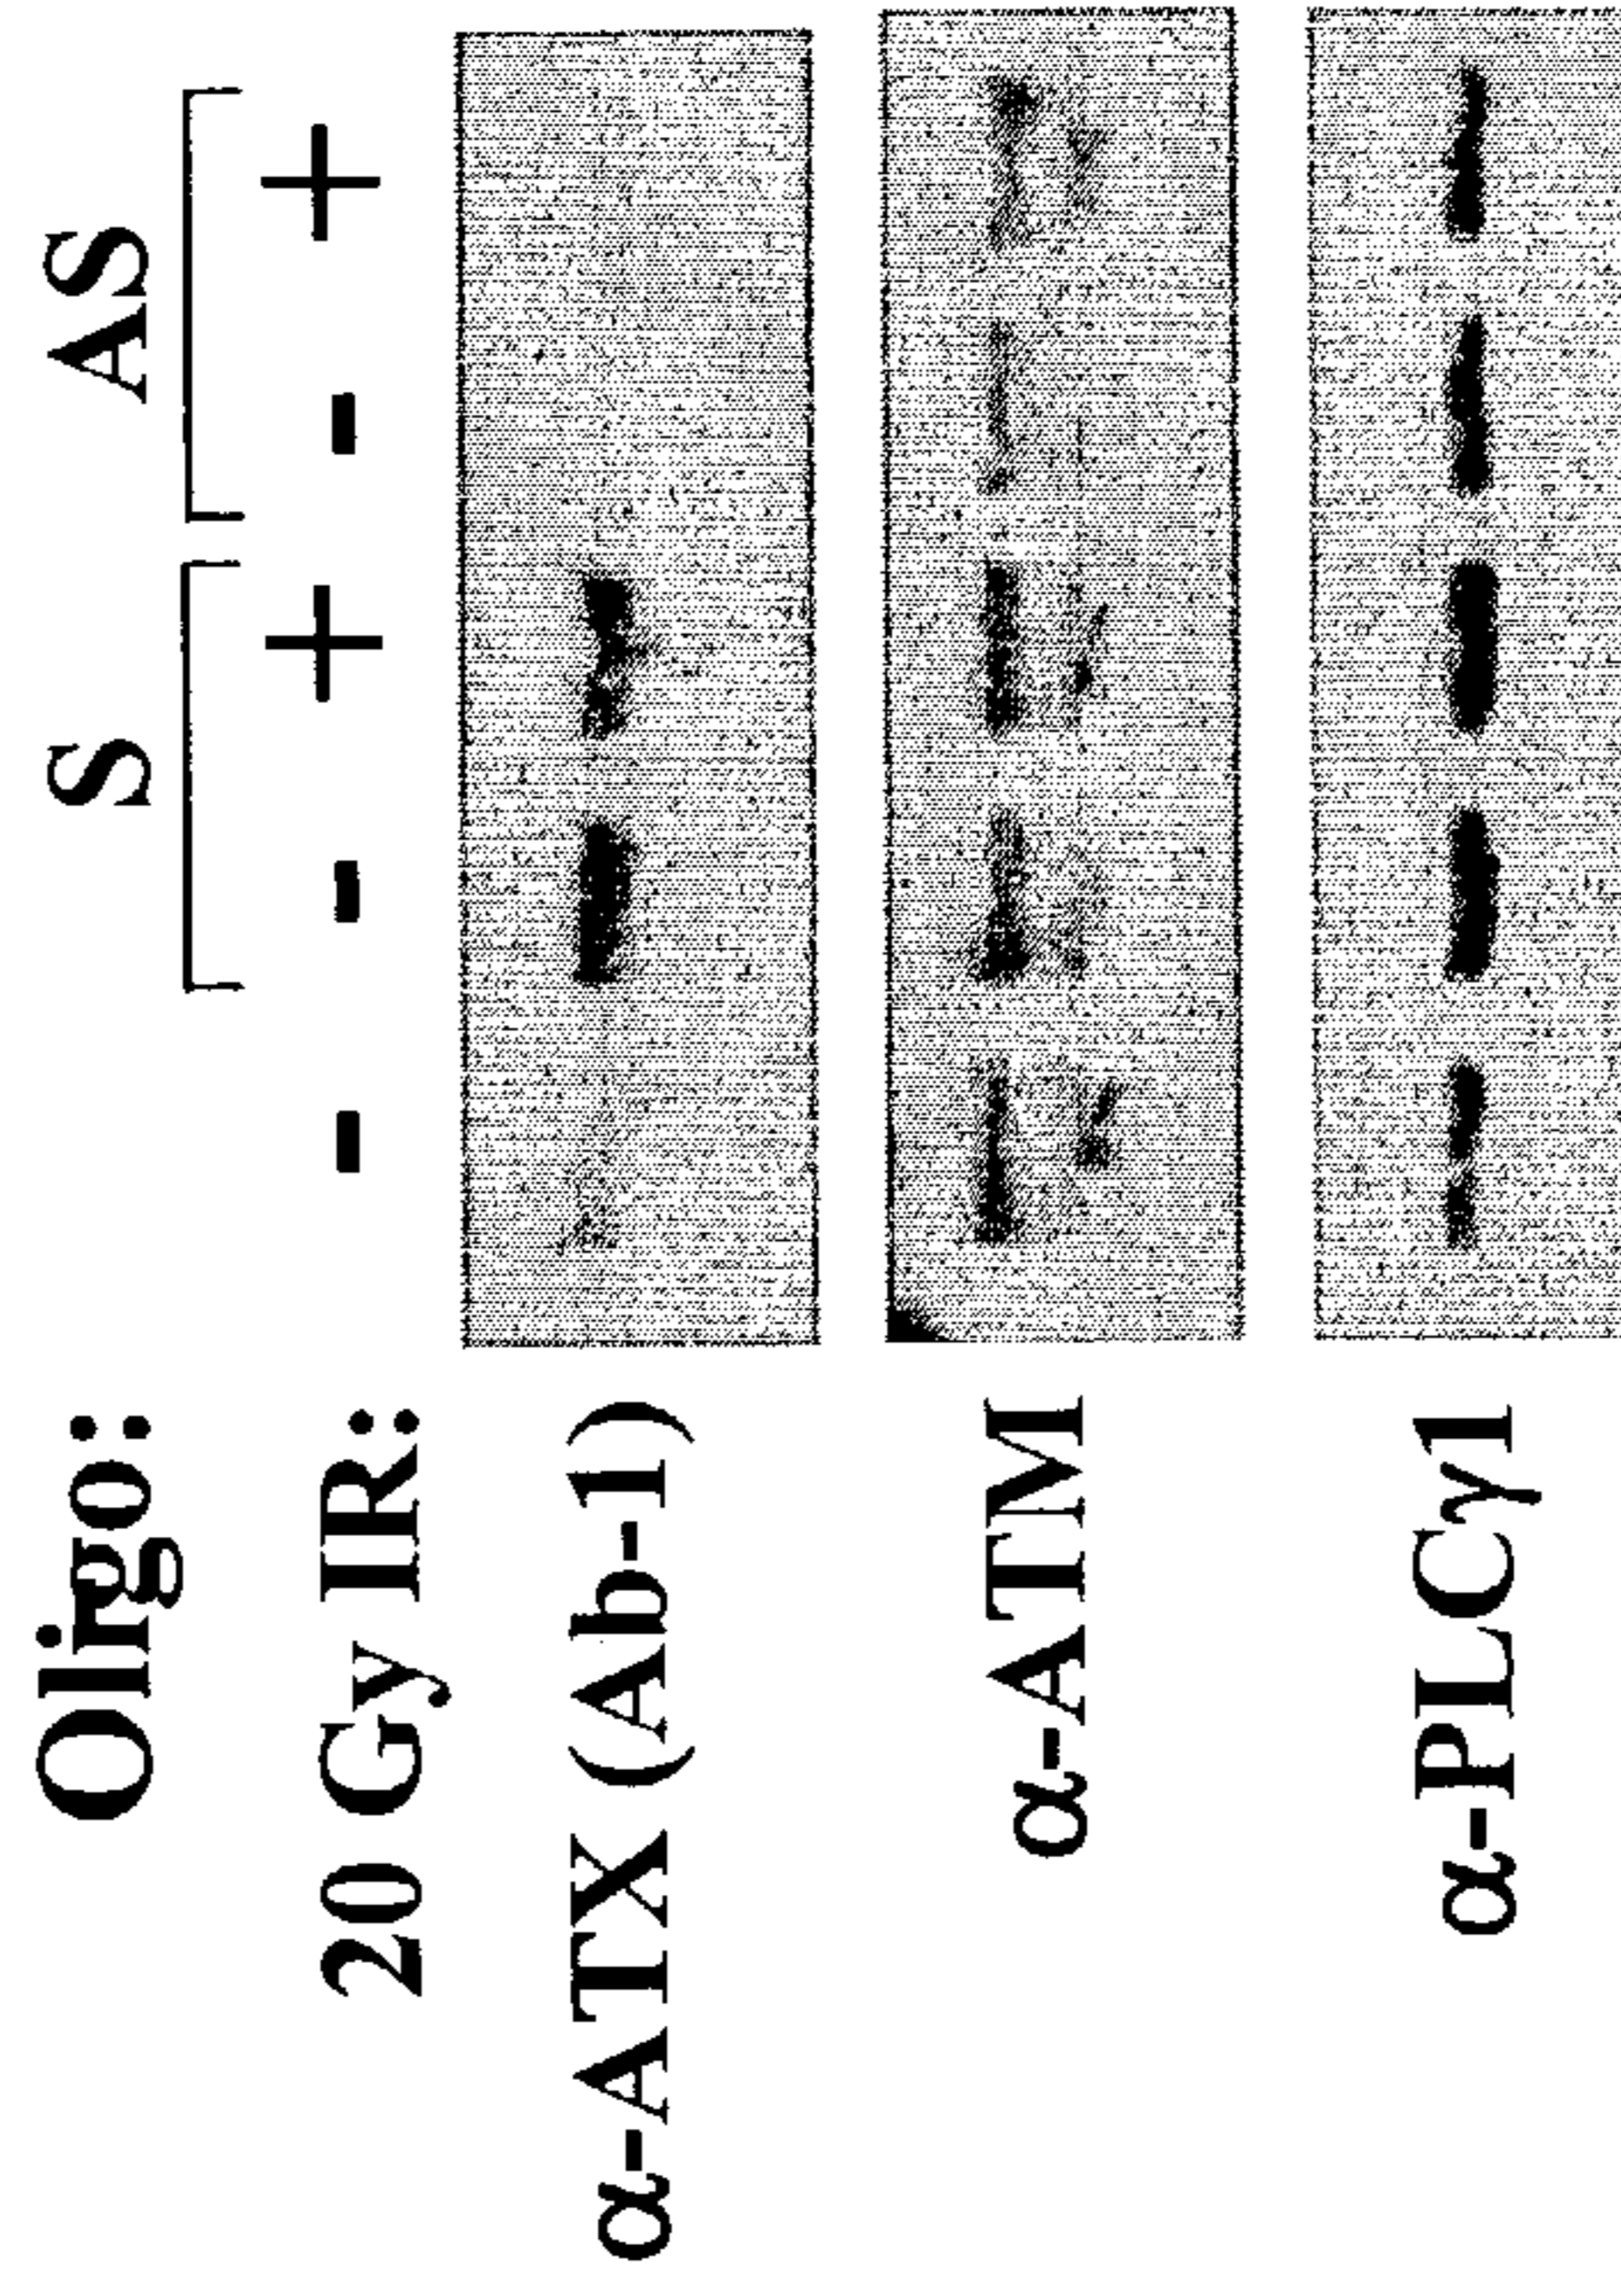 Oligo: S AS
20 Gy IR: - - + - +
α-ATX (Ab-1)
α-ATM
α-PLCγ1